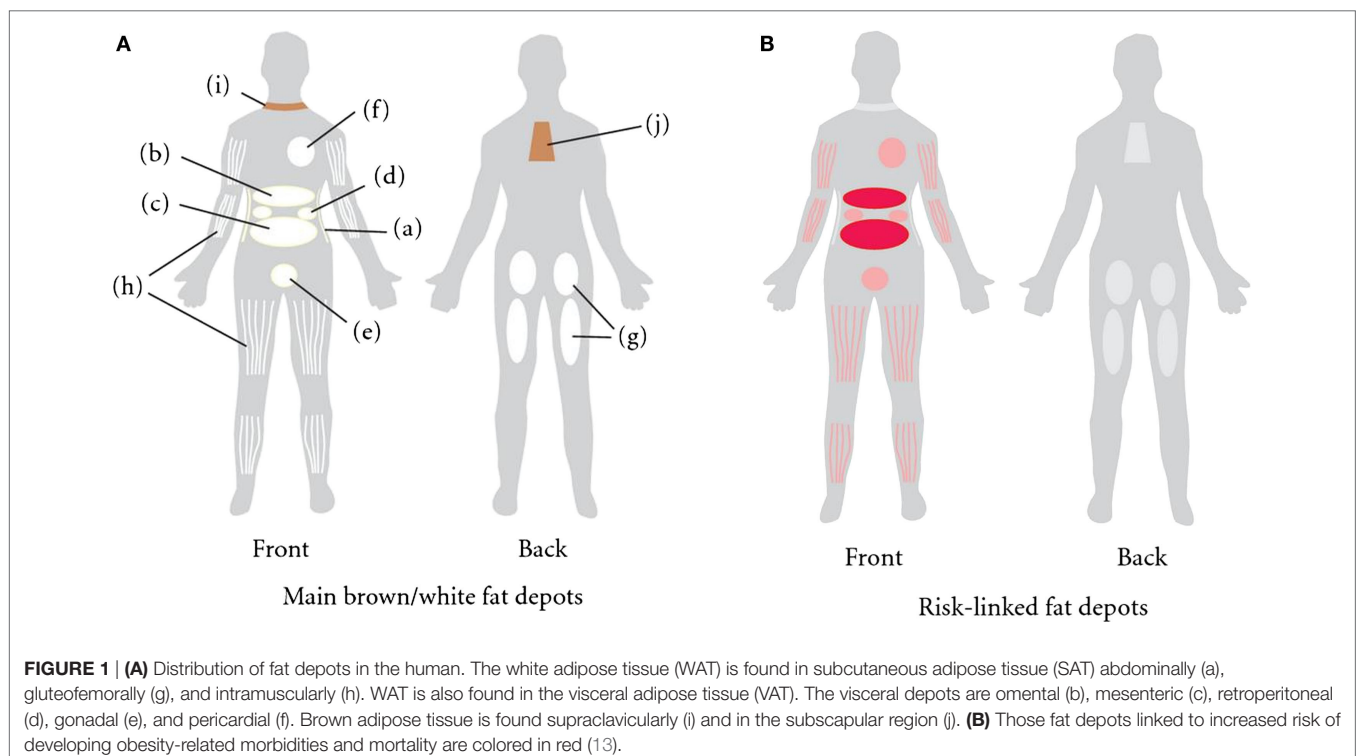 A
B
(i)
(f)
(j)
(b)
(d)
(c)
(a)
(h)
(e)
(g)
Front
Back
Front
Back
Main brown/white fat depots
Risk-linked fat depots
FIGURE 1 | (A) Distribution of fat depots in the human. The white adipose tissue (WAT) is found in subcutaneous adipose tissue (SAT) abdominally (a),
gluteofemorally (g), and intramuscularly (h). WAT is also found in the visceral adipose tissue (VAT). The visceral depots are omental (b), mesenteric (c), retroperitoneal
(d), gonadal (e), and pericardial (f). Brown adipose tissue is found supraclavicularly (i) and in the subscapular region (j). (B) Those fat depots linked to increased risk of
developing obesity-related morbidities and mortality are colored in red (13).